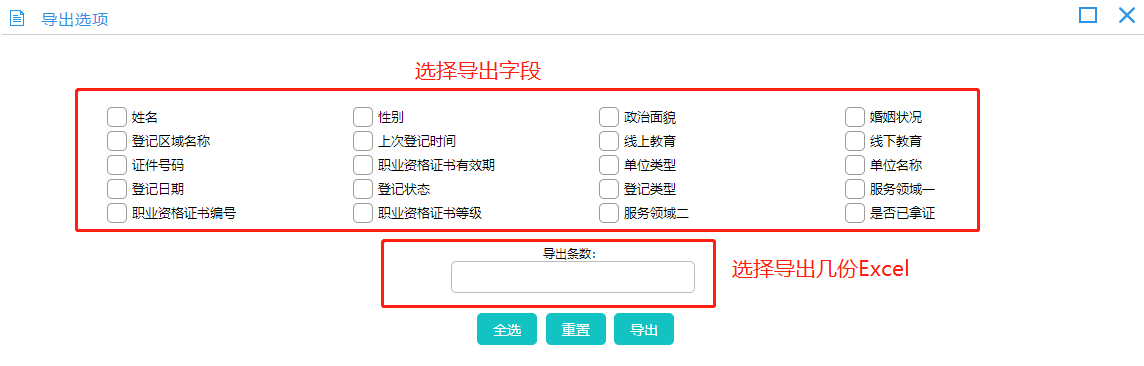 导出选项
选择导出字段
姓名 性别 政治面貌 婚姻状况
登记区域名称 上次登记时间 线上教育 线下教育
证件号码 职业资格证书有效期 单位类型 单位名称
登记日期 登记状态 登记类型 服务领域一
职业资格证书编号 职业资格证书等级 服务领域二 是否已拿证
导出条数:
选择导出几份Excel
全选 重置 导出